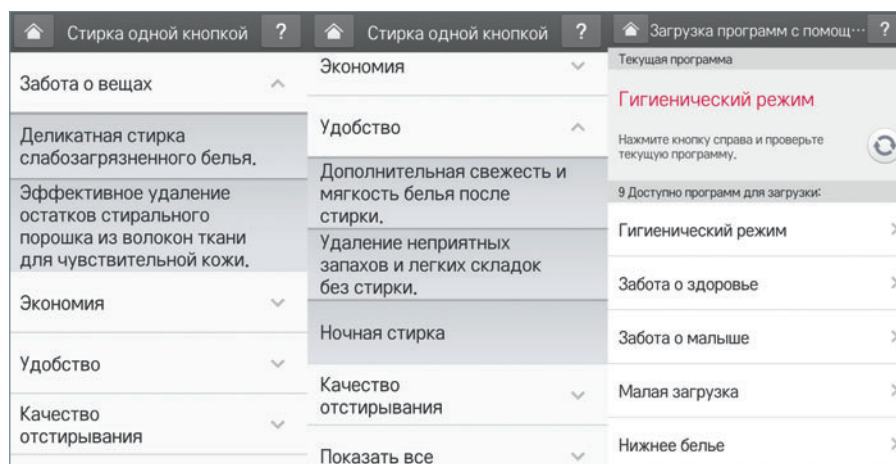 Стирка одной кнопкой ?
Забота о вещах
Деликатная стирка
слабозагрязненного белья.
Эффективное удаление
остатков стирального
порошка из волокон ткани
для чувствительной кожи.
Экономия
Удобство
Качество
отстирывания
Стирка одной кнопкой ?
Экономия
Удобство
Дополнительная свежесть и
мягкость белья после
стирки.
Удаление неприятных
запахов и легких складок
без стирки.
Ночная стирка
Качество
отстирывания
Показать все
Загрузка программ с помощ··· ?
Текущая программа
Гигиенический режим
Нажмите кнопку справа и проверьте
текущую программу.
9 Доступно программ для загрузки:
Гигиенический режим
Забота о здоровье
Забота о малыше
Малая загрузка
Нижнее белье